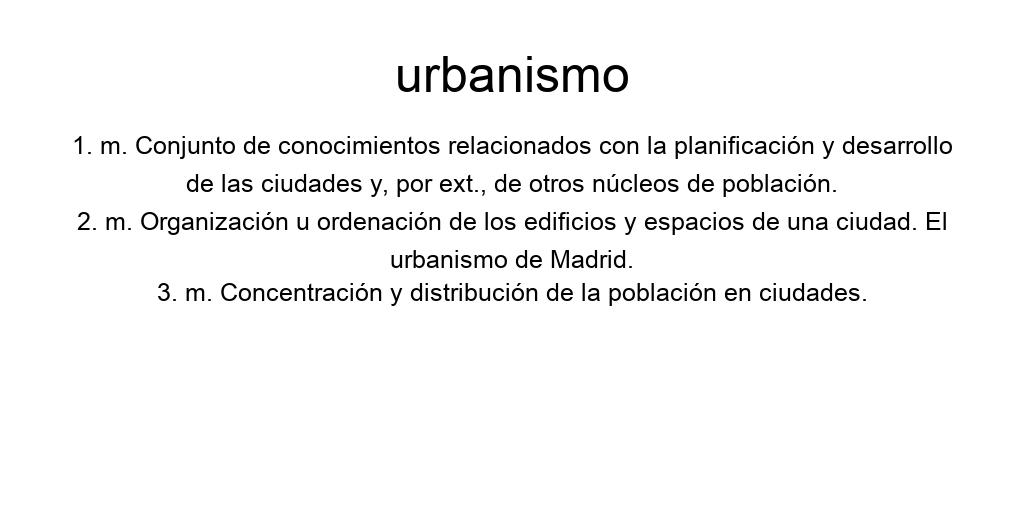 urbanismo
1. m. Conjunto de conocimientos relacionados con la planificación y desarrollo
de las ciudades y, por ext., de otros núcleos de población.
2. m. Organización u ordenación de los edificios y espacios de una ciudad. El
urbanismo de Madrid.
3. m. Concentración y distribución de la población en ciudades.